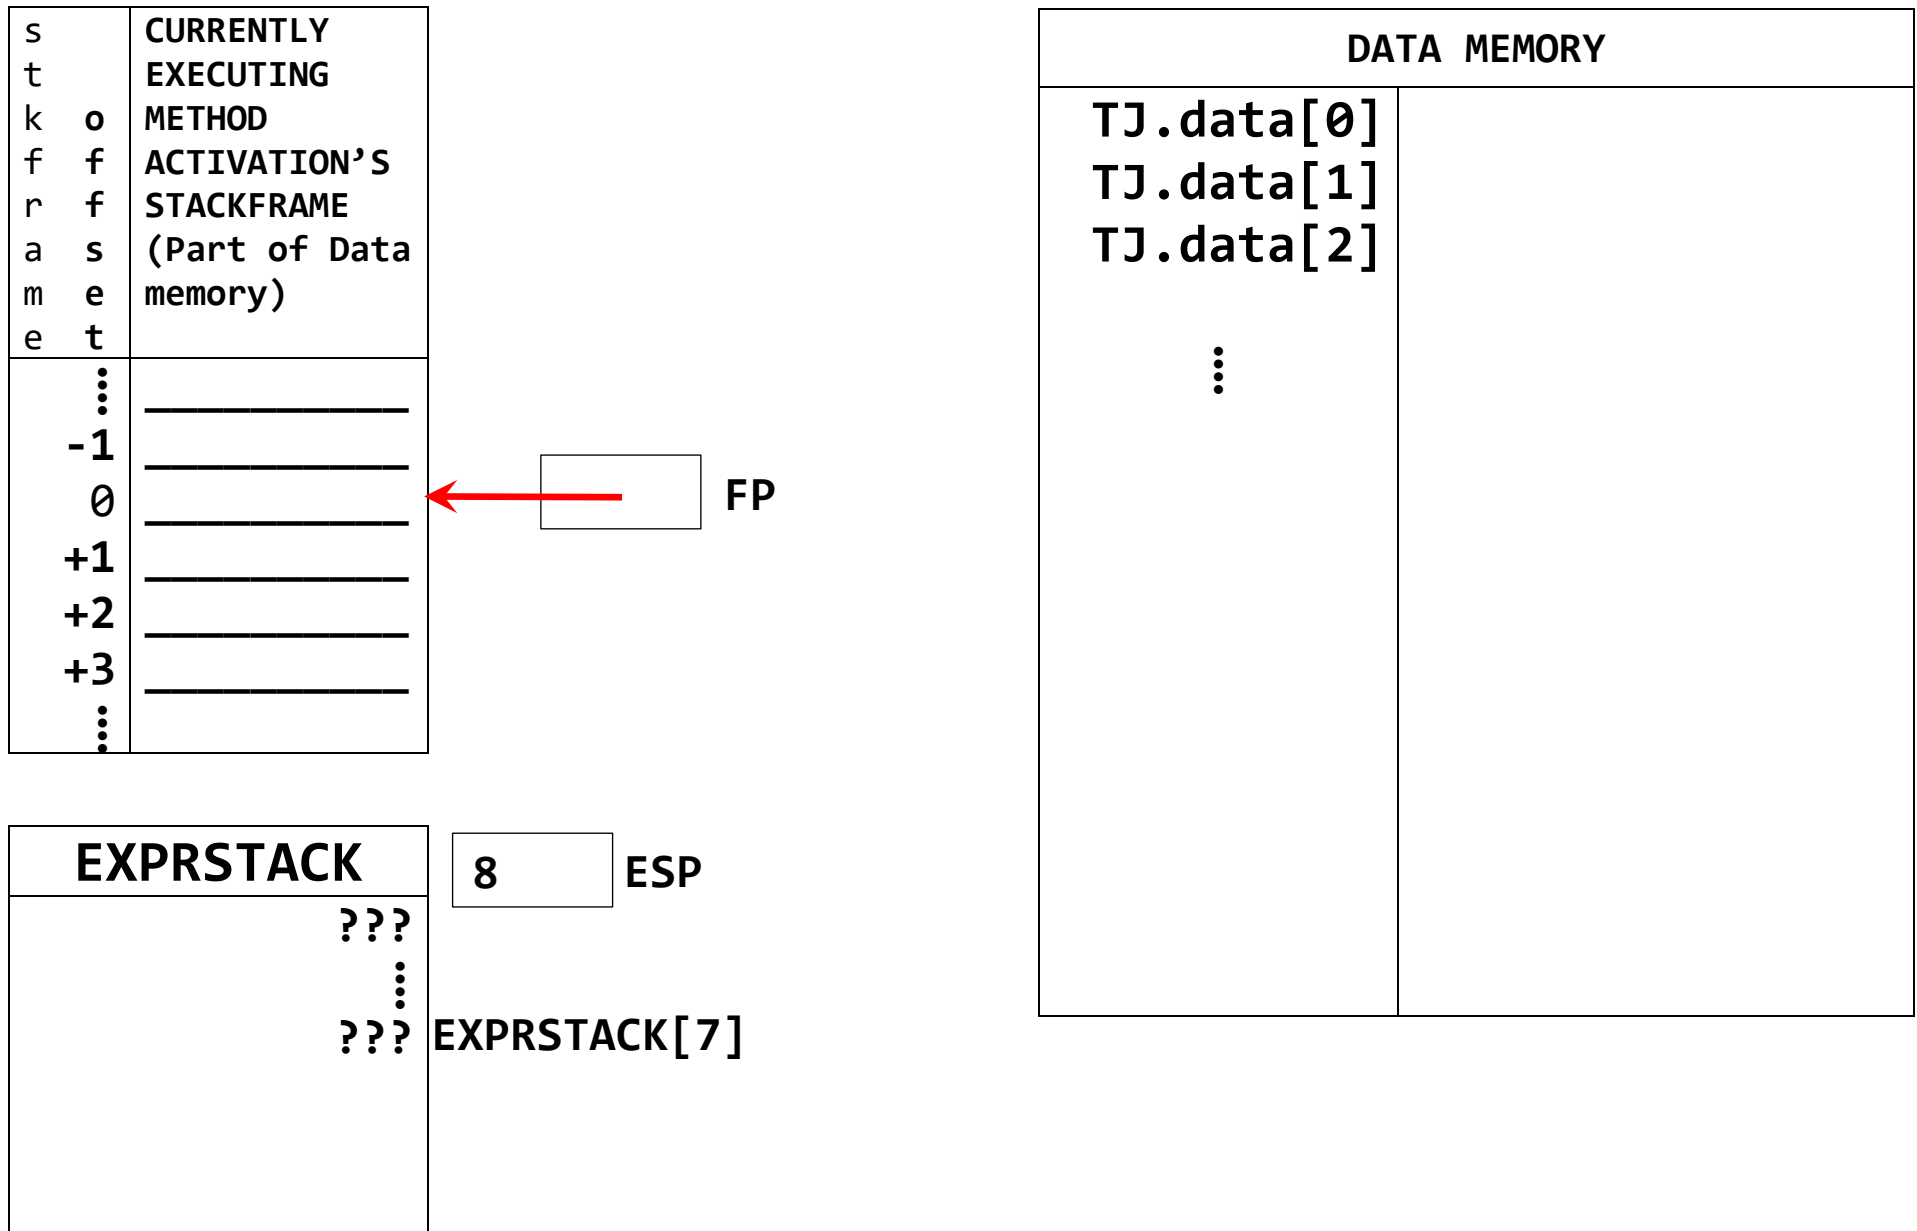 s CURRENTLY
t EXECUTING
k o METHOD
f f ACTIVATION’S
r f STACKFRAME
a s (Part of Data
m e memory)
e t
-1
0
+1
+2
+3
FP
EXPRSTACK
8 ESP
???
??? EXPRSTACK[7]
DATA MEMORY
TJ.data[0]
TJ.data[1]
TJ.data[2]